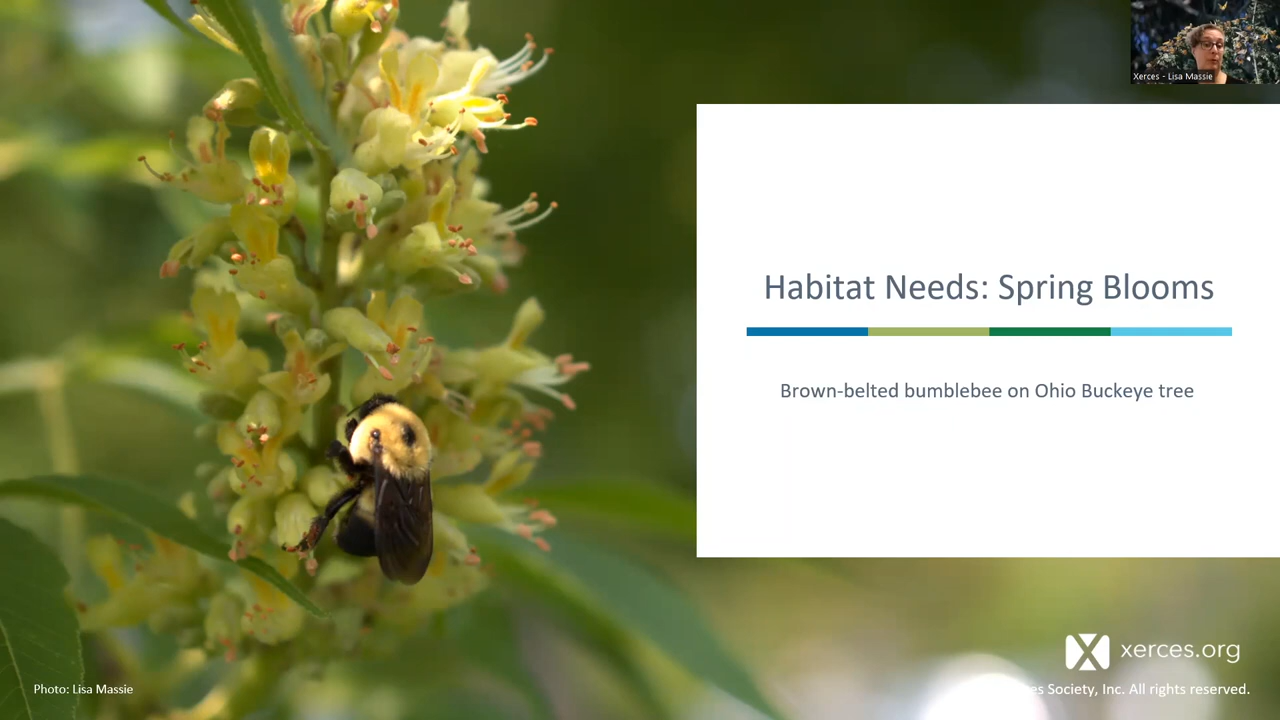 Xerces - Lisa Massie
Habitat Needs: Spring Blooms
Brown-belted bumblebee on Ohio Buckeye tree
xerces.org
Photo: Lisa Massie
Society, Inc. All rights reserved.